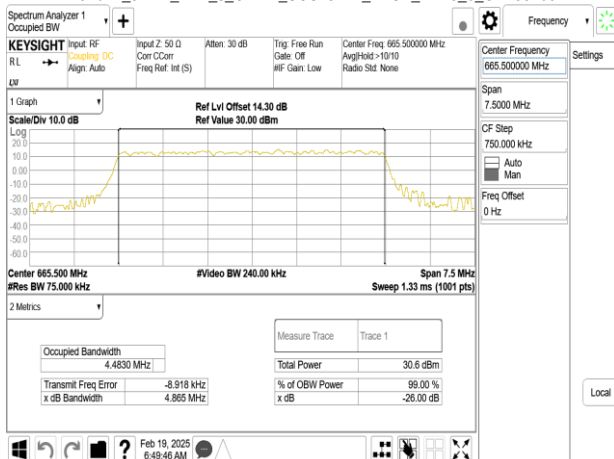 Spectrum Analyzer 1
Occupied BW
Frequency
KEYSIGHT
Input: RF
Input Z: 50 Ω
Atten: 30 dB
Trig: Free Run
Center Freq: 665.500000 MHz
RL
Coupling: DC
Corr CCorr
Gate: Off
Avg|Hold:>10/10
Align: Auto
Freq Ref: Int (S)
#IF Gain: Low
Radio Std: None
LXI
Center Frequency
665.500000 MHz
Settings
Span
7.5000 MHz
CF Step
750.000 kHz
Auto
Man
Freq Offset
0 Hz
Local
1 Graph
Ref Lvl Offset 14.30 dB
Scale/Div 10.0 dB
Ref Value 30.00 dBm
Log
20.0
10.0
0.00
-10.0
-20.0
-30.0
-40.0
-50.0
-60.0
Center 665.500 MHz
#Video BW 240.00 kHz
Span 7.5 MHz
#Res BW 75.000 kHz
Sweep 1.33 ms (1001 pts)
2 Metrics
Measure Trace
Trace 1
Occupied Bandwidth
4.4830 MHz
Total Power
30.6 dBm
Transmit Freq Error
-8.918 kHz
% of OBW Power
99.00 %
x dB Bandwidth
4.865 MHz
x dB
-26.00 dB
Feb 19, 2025
6:49:46 AM